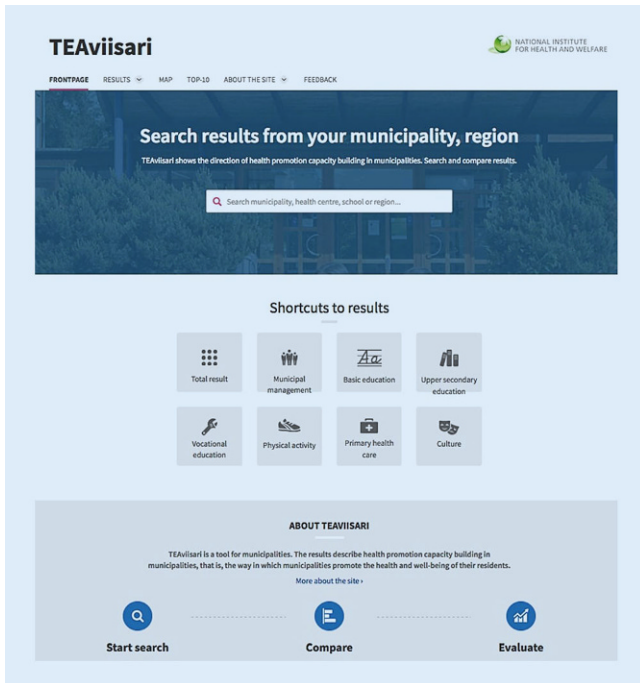 TEAviisari
NATIONAL INSTITUTE
FOR HEALTH AND WELFARE
FRONTPAGE RESULTS MAP TOP-10 ABOUT THE SITE FEEDBACK
Search results from your municipality, region
TEAviisari shows the direction of health promotion capacity building in municipalities. Search and compare results.
Search municipality, health centre, school or region...
Shortcuts to results
Total result
Municipal
management
Aa
Basic education
Upper secondary
education
Vocational
education
Physical activity
Primary health
care
Culture
ABOUT TEAVIISARI
TEAviisari is a tool for municipalities. The results describe health promotion capacity building in
municipalities, that is, the way in which municipalities promote the health and well-being of their residents.
More about the site ›
Start search
Compare
Evaluate